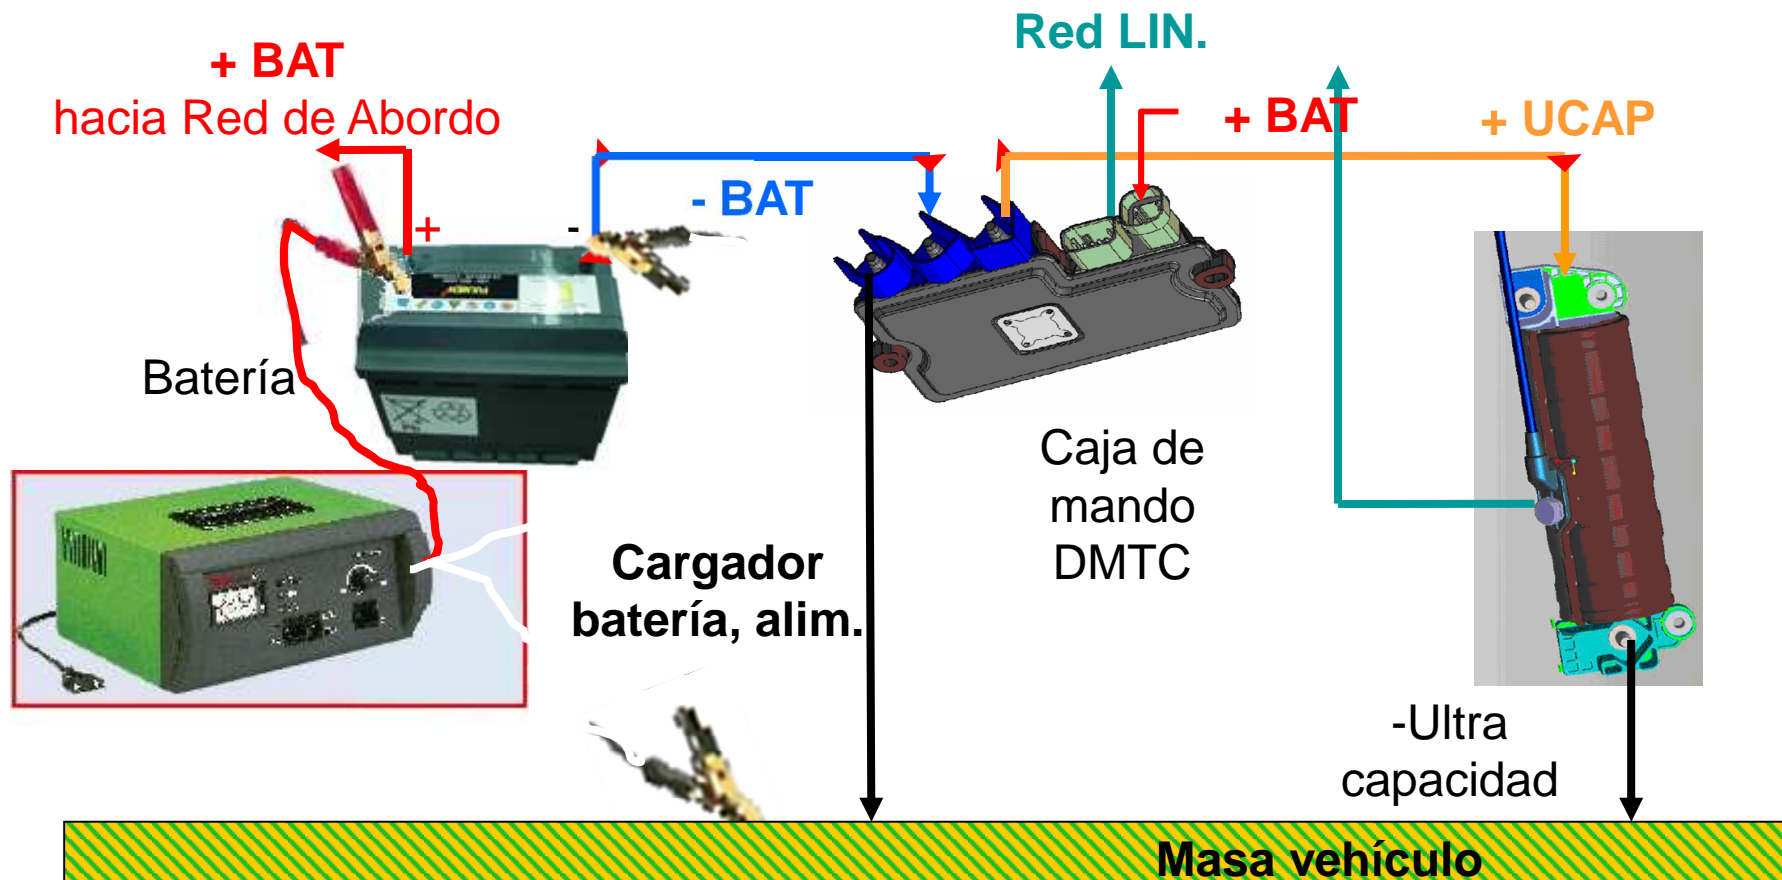 Red LIN.
+ BAT
hacia Red de Abordo
+ BAT
+ UCAP
- BAT
+
-
FULMEN
Batería
Caja de
mando
DMTC
Cargador
batería, alim.
-Ultra
capacidad
Masa vehículo